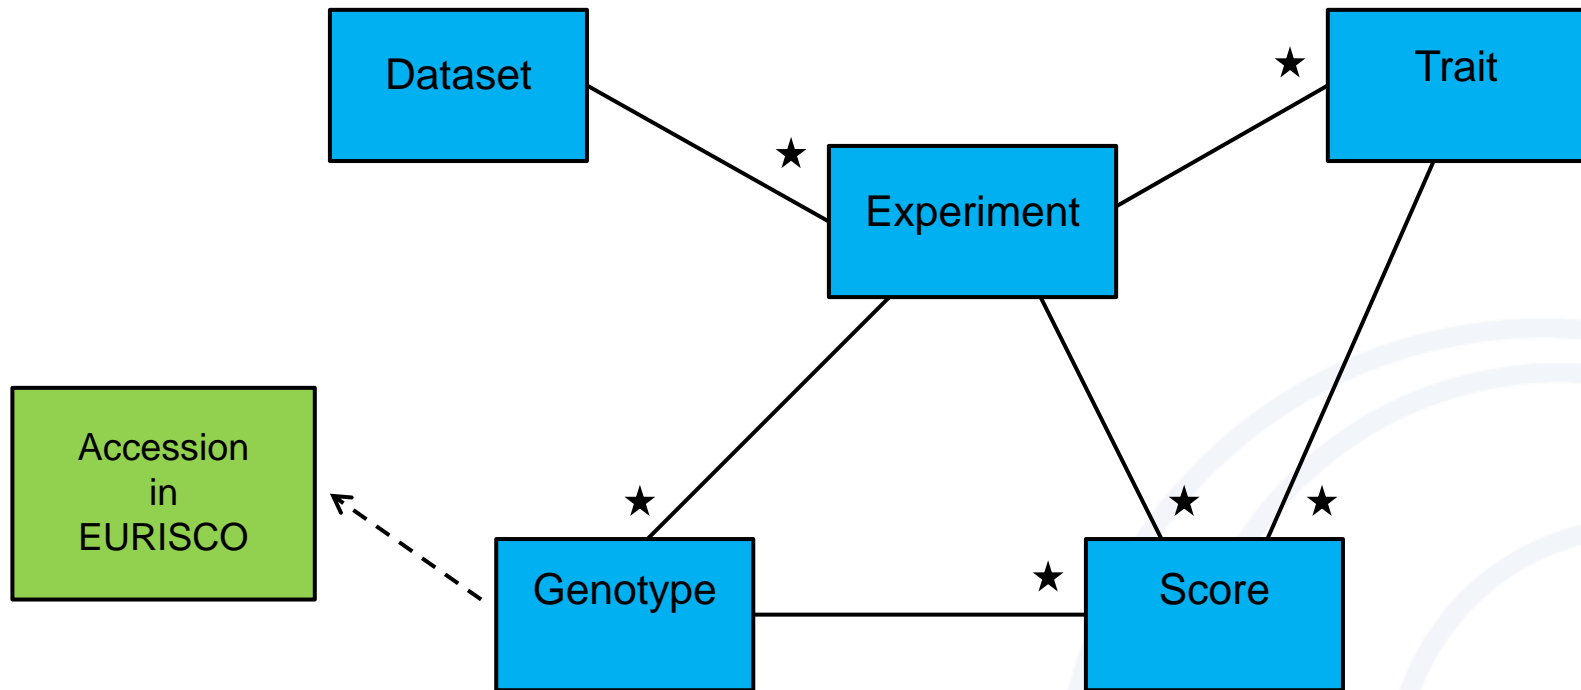 Dataset
Trait
Experiment
Accession
in
EURISCO
Genotype
Score